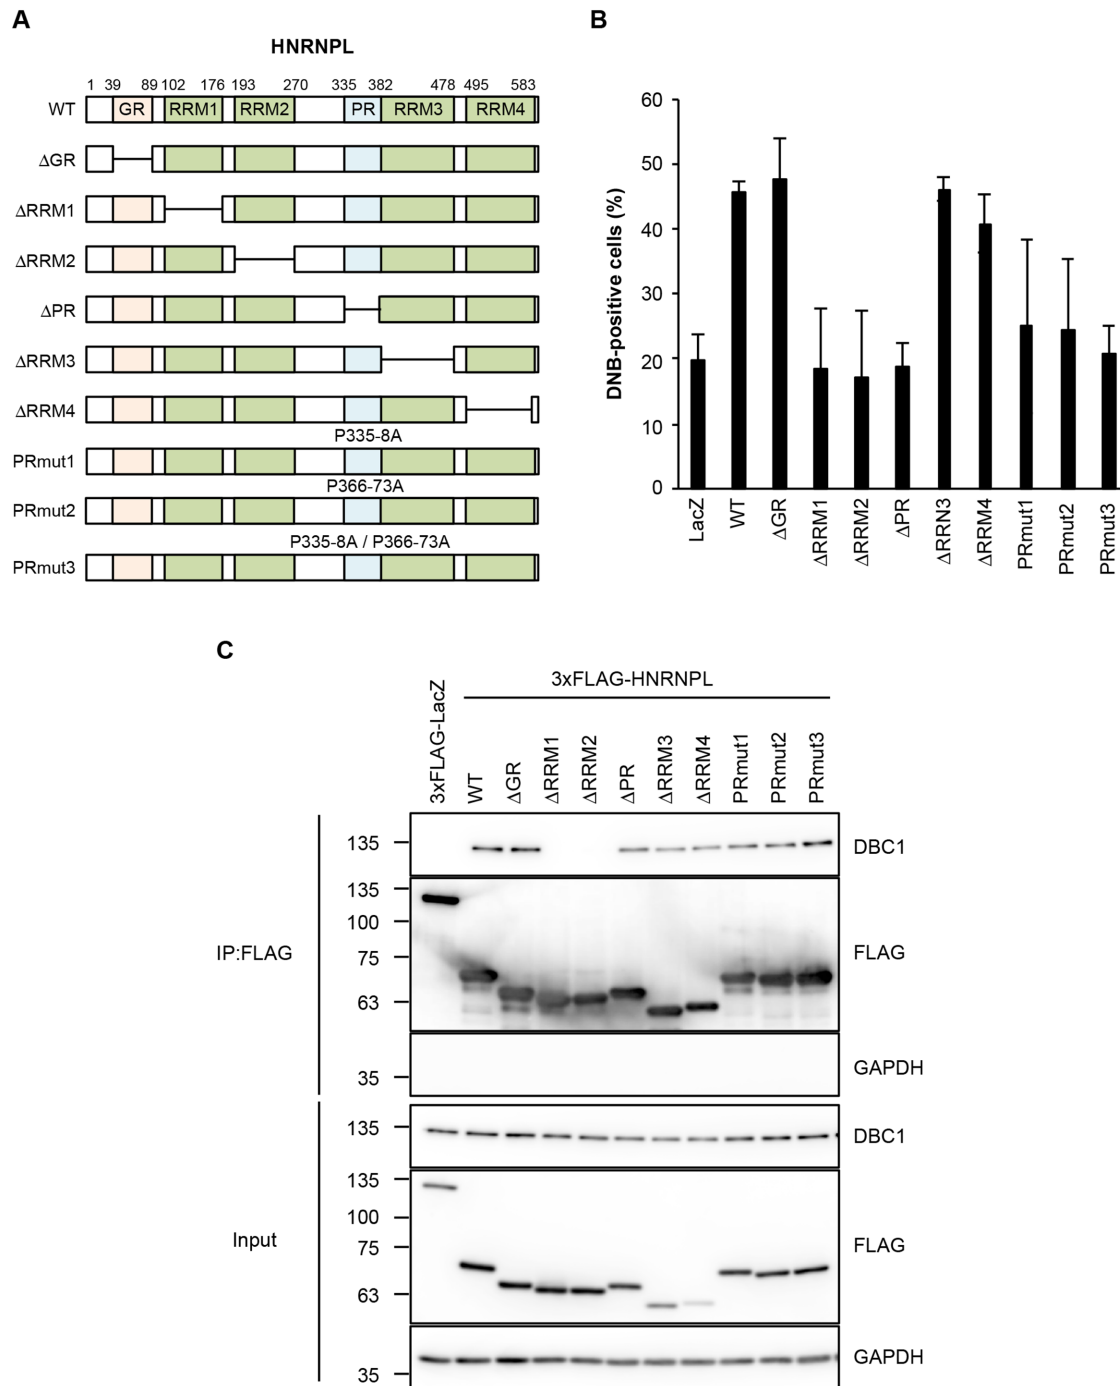 A
HNRNPL
1 39 89 102 176 193 270 335 382 478 495 583
WT GR RRM1 RRM2 PR RRM3 RRM4
ΔGR
ΔRRM1
ΔRRM2
ΔPR
ΔRRM3
ΔRRM4
P335-8A
PRmut1
P366-73A
PRmut2
P335-8A / P366-73A
PRmut3
B
DNB-positive cells (%)
60
50
40
30
20
10
0
LacZ
WT
ΔGR
ΔRRM1
ΔRRM2
ΔPR
ΔRRN3
ΔRRM4
PRmut1
PRmut2
PRmut3
C
3xFLAG-HNRNPL
3xFLAG-LacZ
WT
ΔGR
ΔRRM1
ΔRRM2
ΔPR
ΔRRM3
ΔRRM4
PRmut1
PRmut2
PRmut3
IP:FLAG
135
DBC1
135
100
75
63
FLAG
35
GAPDH
Input
135
DBC1
135
100
75
63
FLAG
35
GAPDH